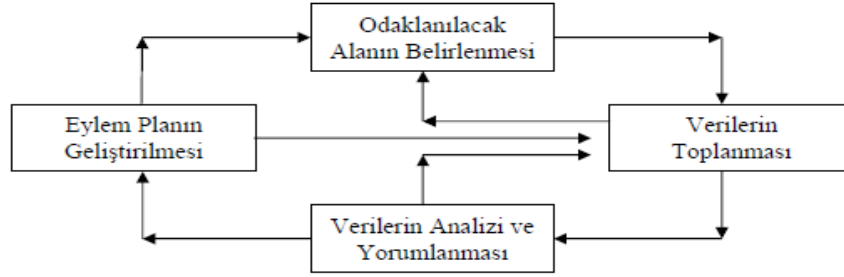 Odaklanılacak
Alanın Belirlenmesi
Eylem Planın
Geliştirilmesi
Verilerin
Toplanması
Verilerin Analizi ve
Yorumlanması